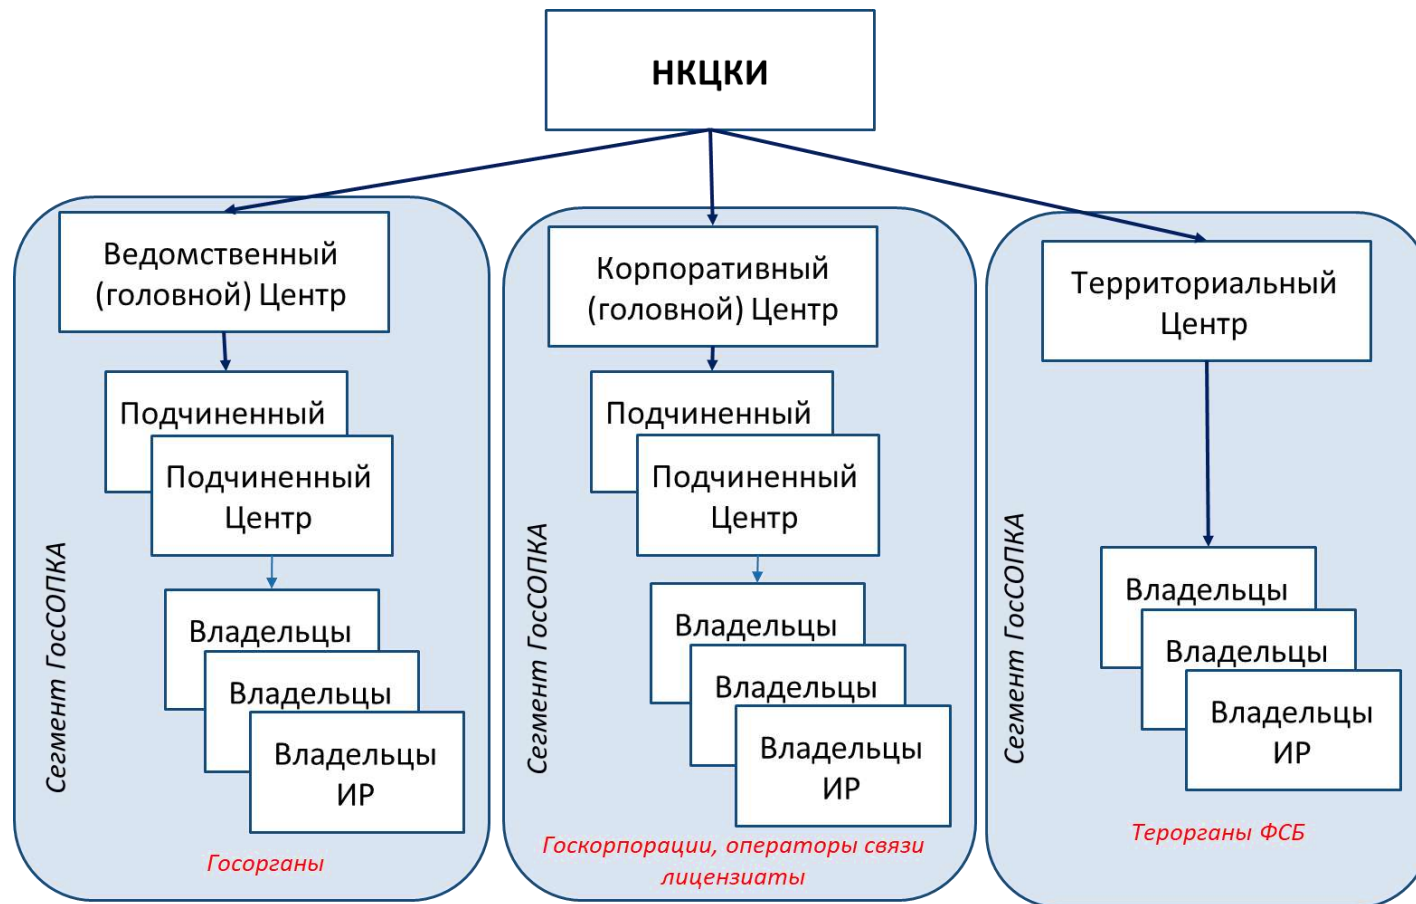 НКЦКИ
Ведомственный
(головной) Центр
Подчиненный
Подчиненный
Центр
Владельцы
Владельцы
Владельцы
ИР
Сегмент ГосСОПКА
Госорганы
Корпоративный
(головной) Центр
Подчиненный
Подчиненный
Центр
Владельцы
Владельцы
Владельцы
ИР
Сегмент ГосСОПКА
Госкорпорации, операторы связи
лицензиаты
Территориальный
Центр
Владельцы
Владельцы
Владельцы
ИР
Сегмент ГосСОПКА
Терорганы ФСБ